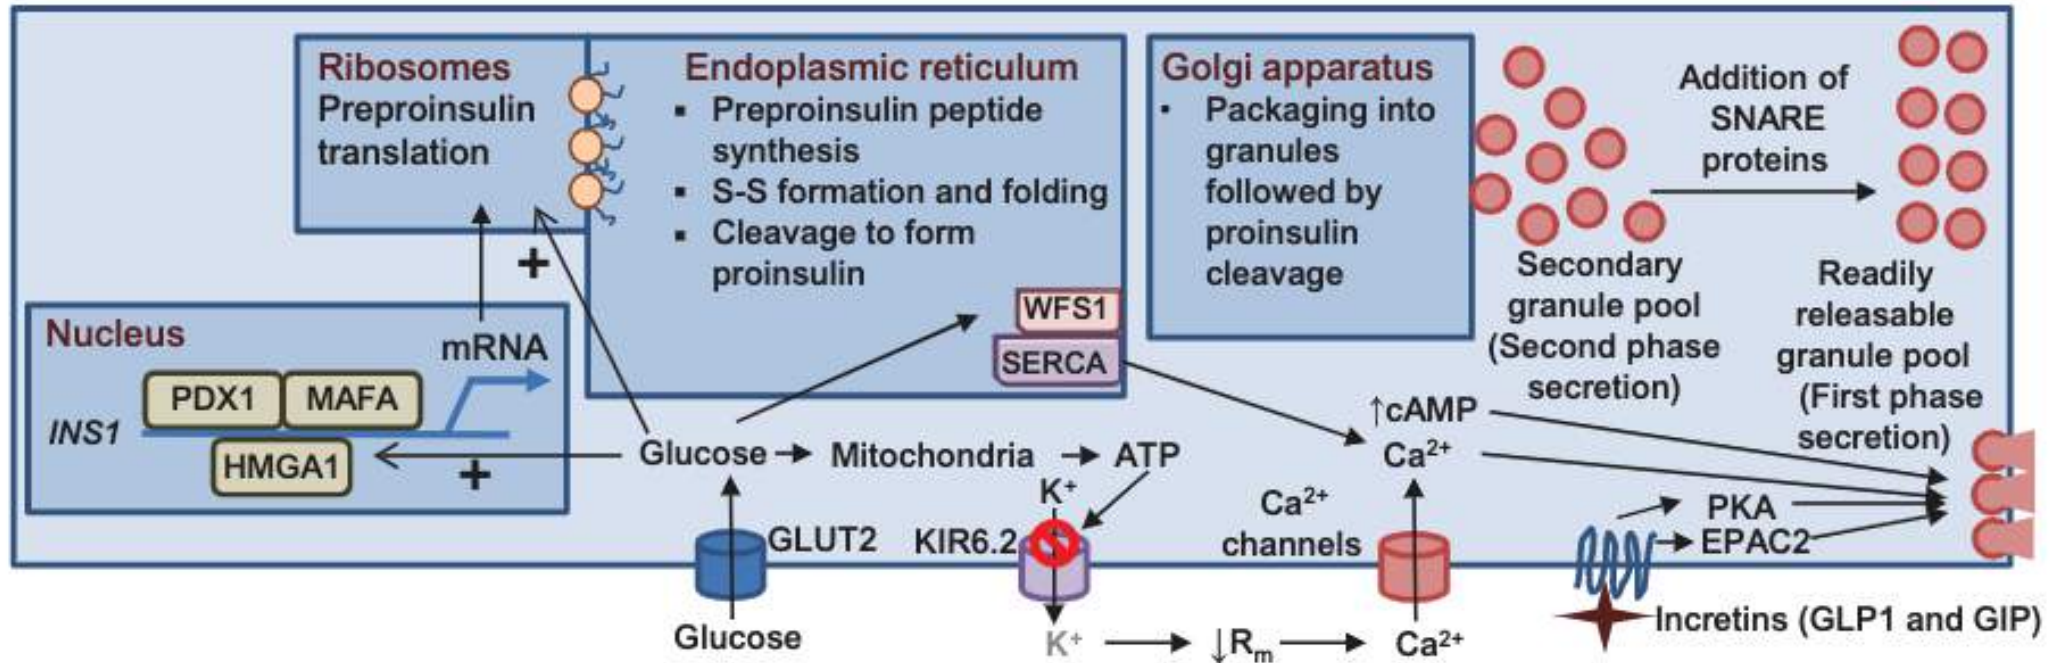 Ribosomes
Preproinsulin
translation
Endoplasmic reticulum
▪ Preproinsulin peptide
synthesis
▪ S-S formation and folding
▪ Cleavage to form
proinsulin
WFS1
SERCA
Golgi apparatus
• Packaging into
granules
followed by
proinsulin
cleavage
Addition of
SNARE
proteins
Secondary
granule pool
(Second phase
secretion)
Readily
releasable
granule pool
(First phase
secretion)
+
Nucleus
mRNA
PDX1 MAFA
INS1
HMGA1
+
Glucose
Mitochondria
ATP
↑cAMP
Ca²⁺
K⁺
GLUT2
KIR6.2
Ca²⁺
channels
PKA
EPAC2
Glucose
K⁺
↓Rₘ
Ca²⁺
Incretins (GLP1 and GIP)